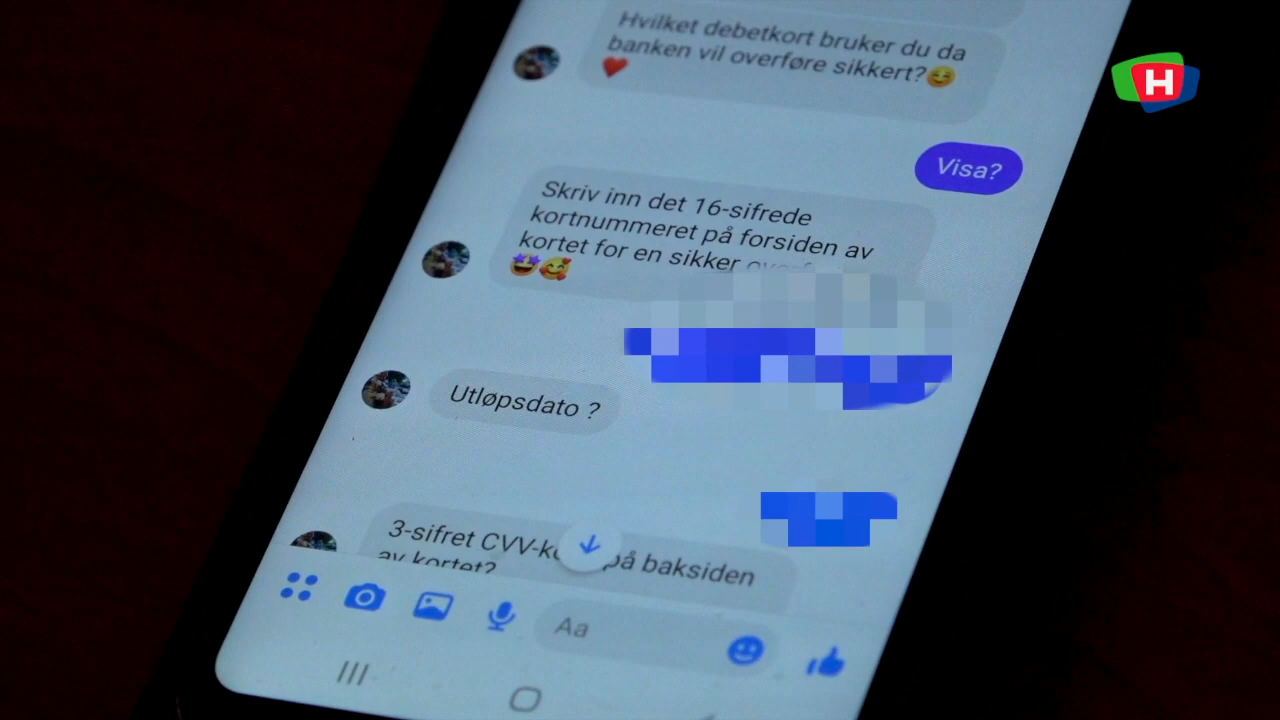 Hvilket debetkort bruker du da
banken vil overføre sikkert?😊
❤️
H
Visa?
Skriv inn det 16-sifrede
kortnummeret på forsiden av
kortet for en sikker
🤩🥰
Utløpsdato ?
3-sifret CVV-k på baksiden
av kortet?
Aa